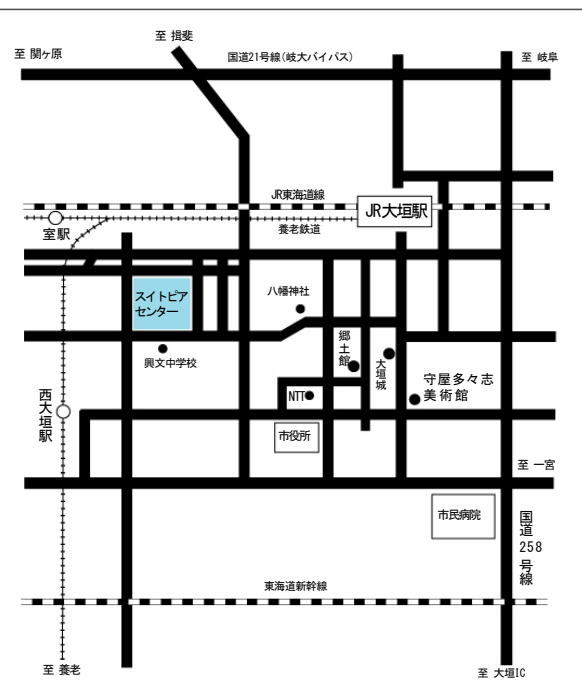 至 揖斐
至 関ヶ原
国道21号線(岐大バイパス)
至 岐阜
JR東海道線
JR大垣駅
養老鉄道
室駅
スイトピア
センター
八幡神社
興文中学校
郷土館
大垣城
守屋多々志
美術館
NTT
西大垣駅
市役所
至 一宮
市民病院
国道258号線
東海道新幹線
至 養老
至 大垣IC